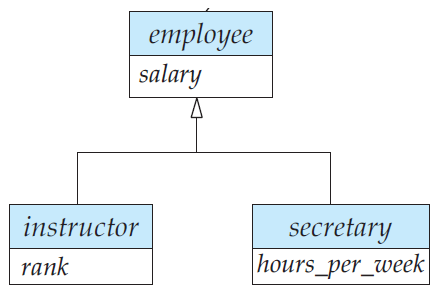 employee
salary
instructor
rank
secretary
hours_per_week